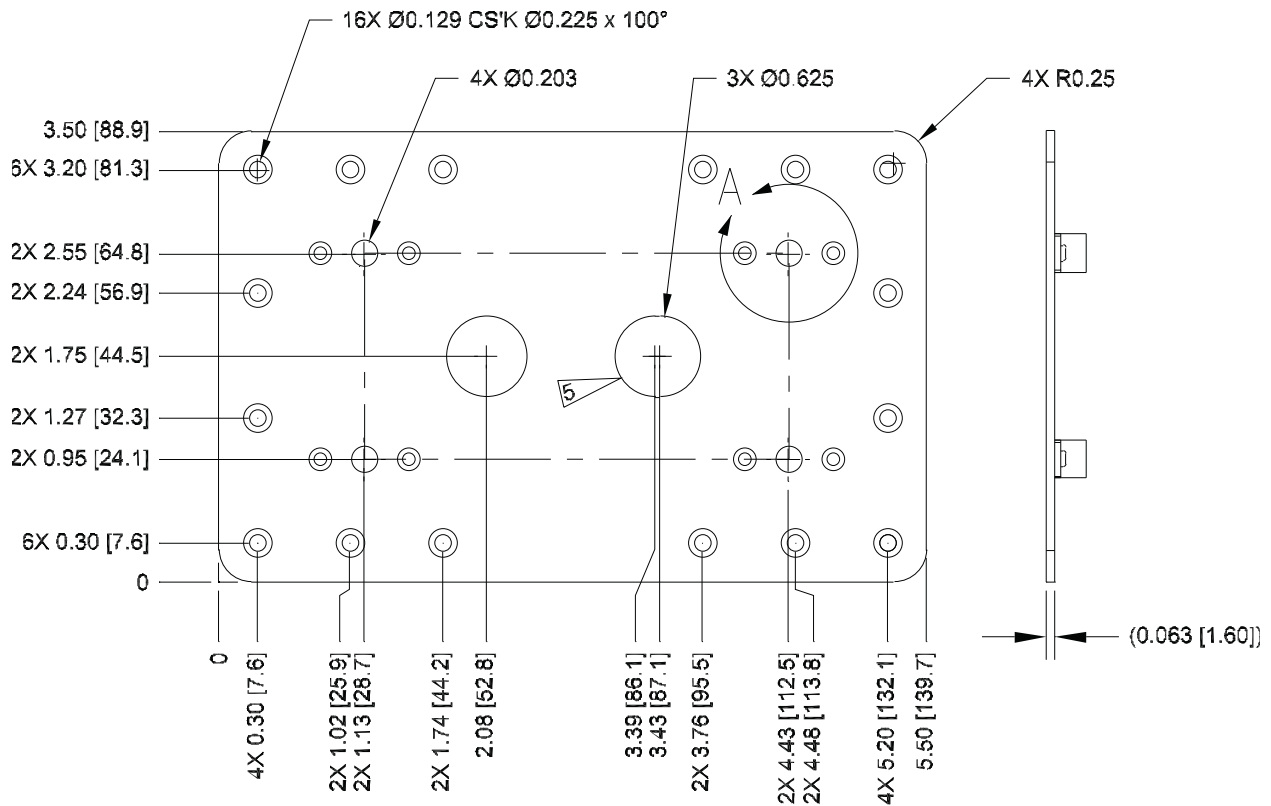 16X Ø0.129 CS'K Ø0.225 x 100°
4X Ø0.203
3X Ø0.625
4X R0.25
3.50 [88.9]
6X 3.20 [81.3]
2X 2.55 [64.8]
2X 2.24 [56.9]
2X 1.75 [44.5]
2X 1.27 [32.3]
2X 0.95 [24.1]
6X 0.30 [7.6]
0
A
5
0
4X 0.30 [7.6]
2X 1.02 [25.9]
2X 1.13 [28.7]
2X 1.74 [44.2]
2.08 [52.8]
3.39 [86.1]
3.43 [87.1]
2X 3.76 [95.5]
2X 4.43 [112.5]
2X 4.48 [113.8]
4X 5.20 [132.1]
5.50 [139.7]
(0.063 [1.60])